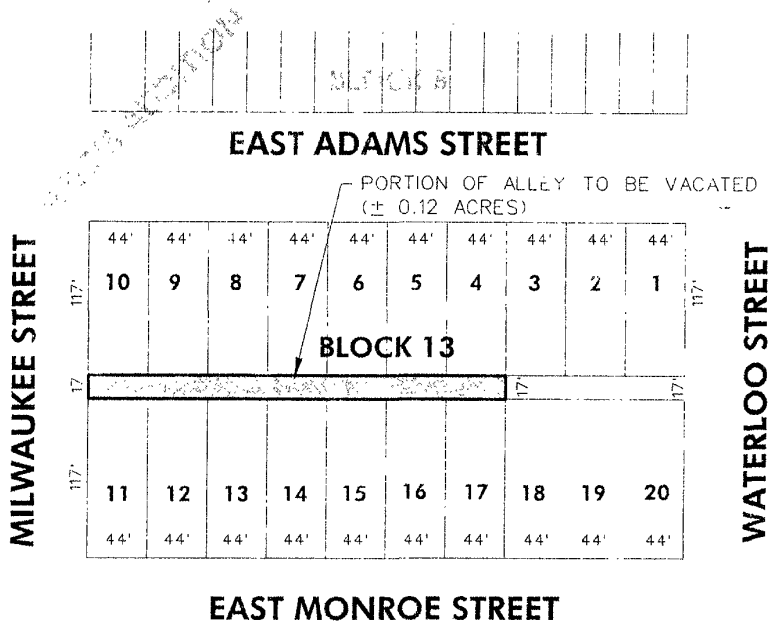 BLOCK 8
EAST ADAMS STREET
PORTION OF ALLEY TO BE VACATED
(± 0.12 ACRES)
MILWAUKEE STREET
WATERLOO STREET
44' 44' 44' 44' 44' 44' 44' 44' 44' 44'
10 9 8 7 6 5 4 3 2 1
117' 117'
BLOCK 13
17' 17' 17'
117'
11 12 13 14 15 16 17 18 19 20
44' 44' 44' 44' 44' 44' 44' 44' 44' 44'
EAST MONROE STREET